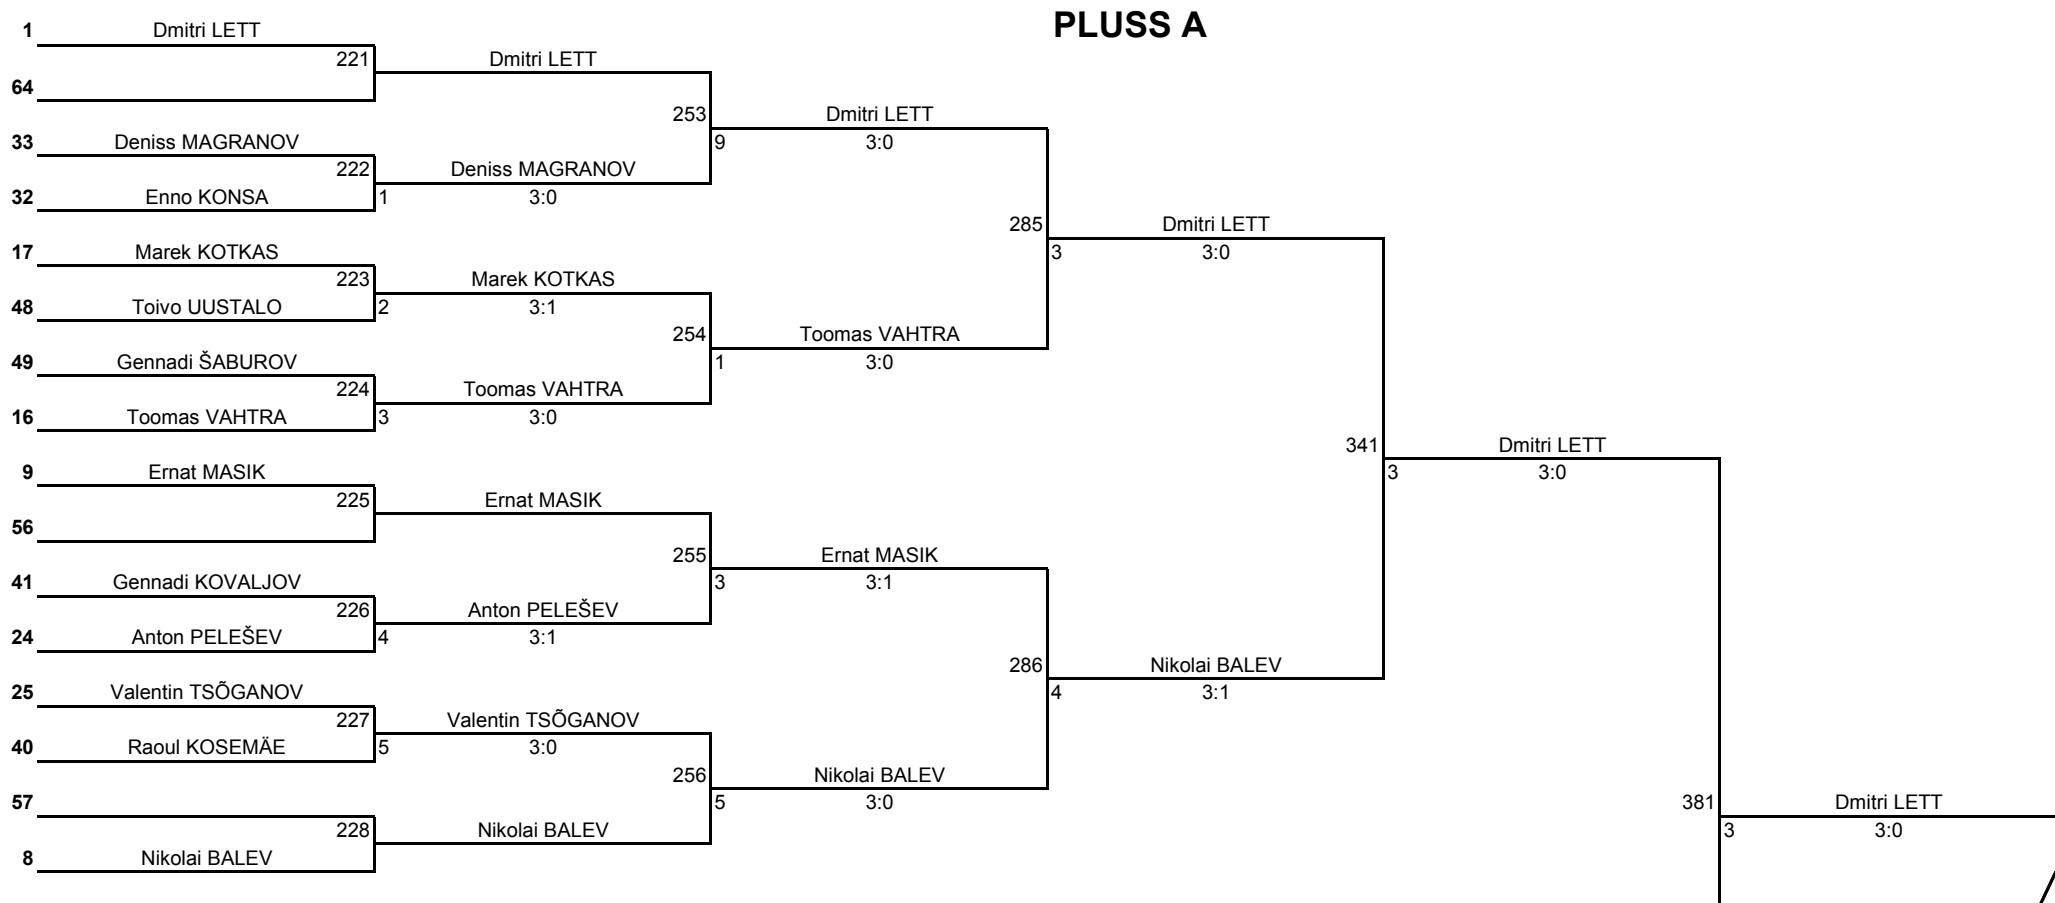 PLUSS A
1 Dmitri LETT
221 Dmitri LETT
64
253 Dmitri LETT
33 Deniss MAGRANOV 9 3:0
222 Deniss MAGRANOV
32 Enno KONSA 1 3:0
285 Dmitri LETT
17 Marek KOTKAS 3 3:0
223 Marek KOTKAS
48 Toivo UUSTALO 2 3:1
254 Toomas VAHTRA
49 Gennadi ŠABUROV 1 3:0
224 Toomas VAHTRA
16 Toomas VAHTRA 3 3:0
341 Dmitri LETT
9 Ernat MASIK 3 3:0
225 Ernat MASIK
56
255 Ernat MASIK
41 Gennadi KOVALJOV 3 3:1
226 Anton PELEŠEV
24 Anton PELEŠEV 4 3:1
286 Nikolai BALEV
25 Valentin TSÕGANOV 4 3:1
227 Valentin TSÕGANOV
40 Raoul KOSEMÄE 5 3:0
256 Nikolai BALEV
57 5 3:0
381 Dmitri LETT
228 Nikolai BALEV 3 3:0
8 Nikolai BALEV